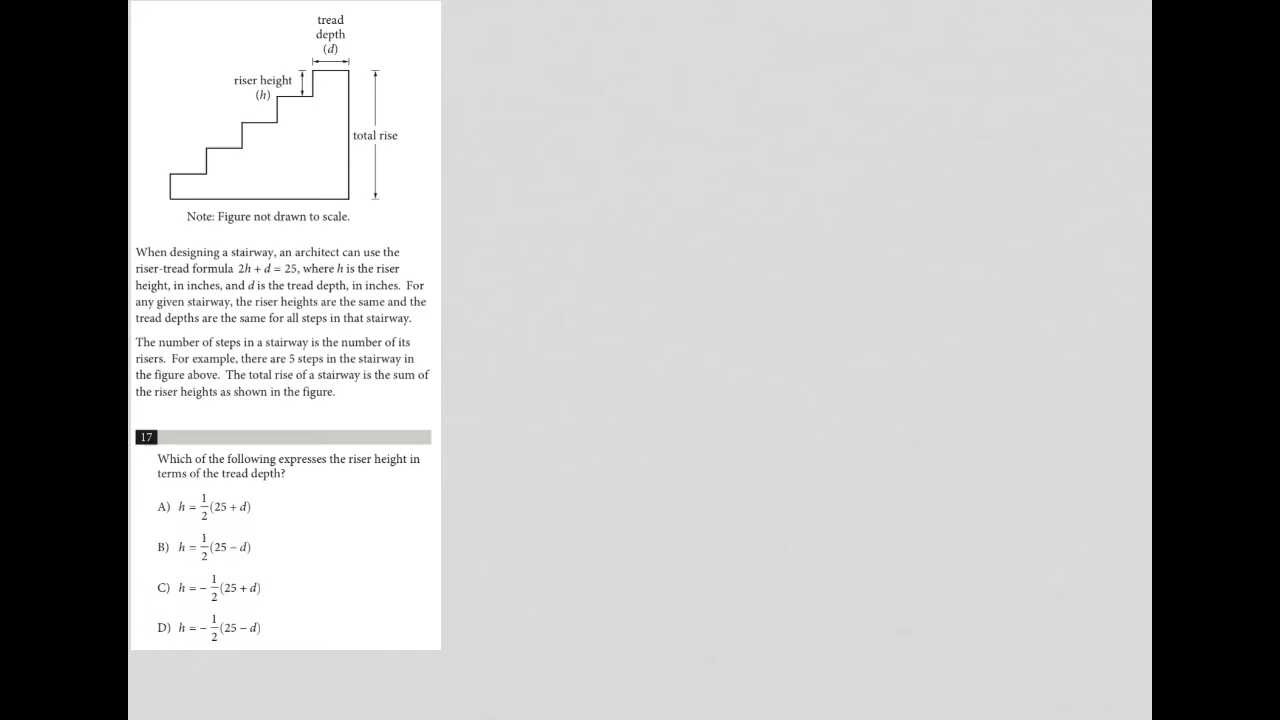 tread
depth
(d)
riser height
(h)
total rise
Note: Figure not drawn to scale.
When designing a stairway, an architect can use the
riser-tread formula 2h + d = 25, where h is the riser
height, in inches, and d is the tread depth, in inches. For
any given stairway, the riser heights are the same and the
tread depths are the same for all steps in that stairway.
The number of steps in a stairway is the number of its
risers. For example, there are 5 steps in the stairway in
the figure above. The total rise of a stairway is the sum of
the riser heights as shown in the figure.
17
Which of the following expresses the riser height in
terms of the tread depth?
A) h = 1/2 (25 + d)
B) h = 1/2 (25 − d)
C) h = − 1/2 (25 + d)
D) h = − 1/2 (25 − d)